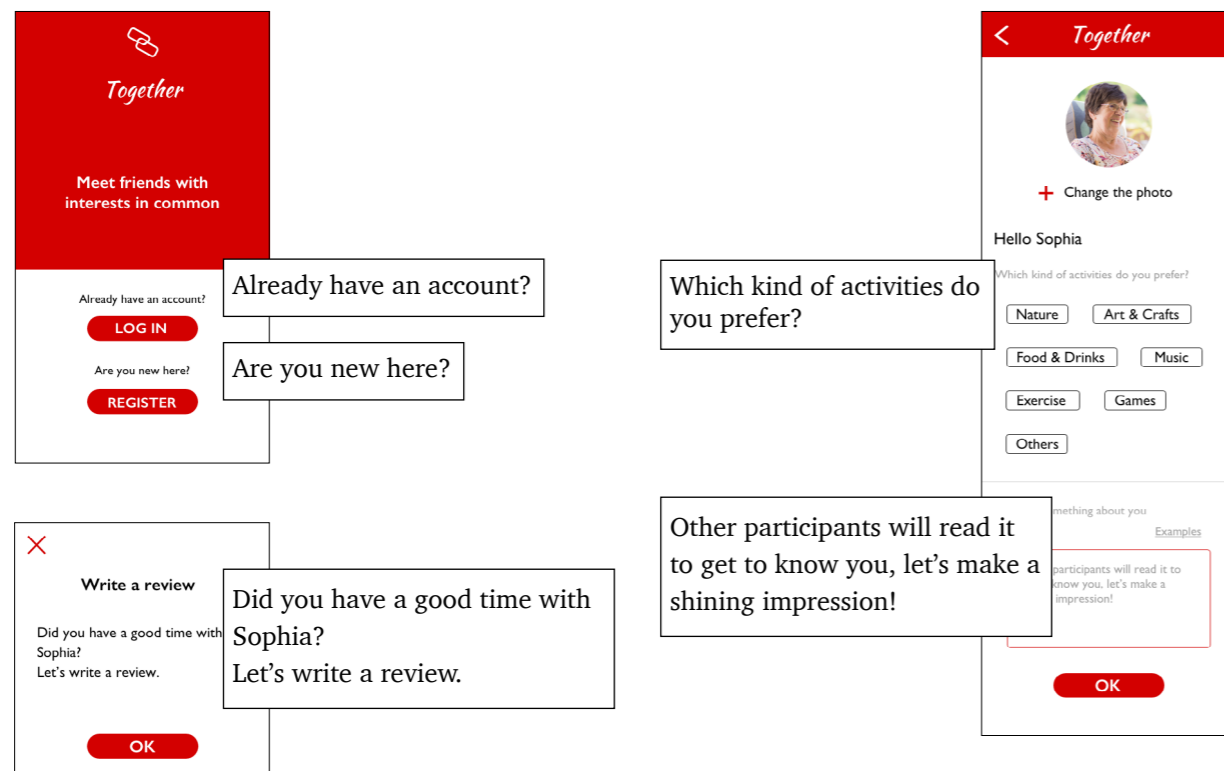 Together
Meet friends with
interests in common
Already have an account?
LOG IN
Are you new here?
REGISTER
Already have an account?
Are you new here?
Write a review
Did you have a good time with
Sophia?
Let's write a review.
OK
Did you have a good time with
Sophia?
Let’s write a review.
Together
Change the photo
Hello Sophia
Which kind of activities do you prefer?
Nature Art & Crafts
Food & Drinks Music
Exercise Games
Others
Which kind of activities do
you prefer?
mething about you
Examples
participants will read it to
know you, let's make a
impression!
OK
Other participants will read it
to get to know you, let’s make a
shining impression!